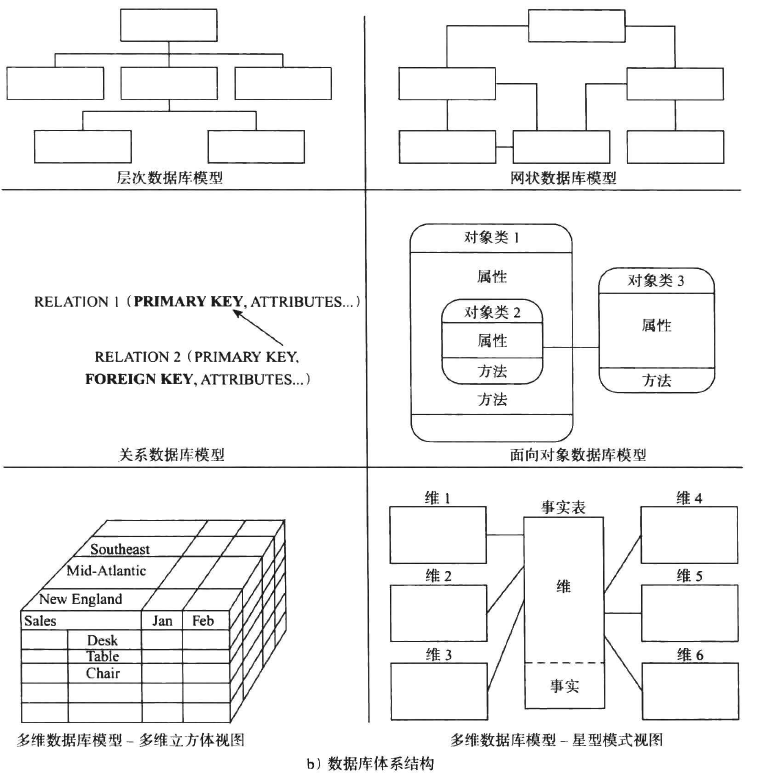 层次数据库模型
网状数据库模型
RELATION 1（PRIMARY KEY, ATTRIBUTES...）
RELATION 2（PRIMARY KEY,
FOREIGN KEY, ATTRIBUTES...）
关系数据库模型
对象类 1
属性
对象类 2
属性
方法
方法
对象类 3
属性
方法
面向对象数据库模型
Southeast
Mid-Atlantic
New England
Sales Jan Feb
Desk
Table
Chair
多维数据库模型 – 多维立方体视图
维 1
维 2
维 3
事实表
维
事实
维 4
维 5
维 6
多维数据库模型 – 星型模式视图
b）数据库体系结构